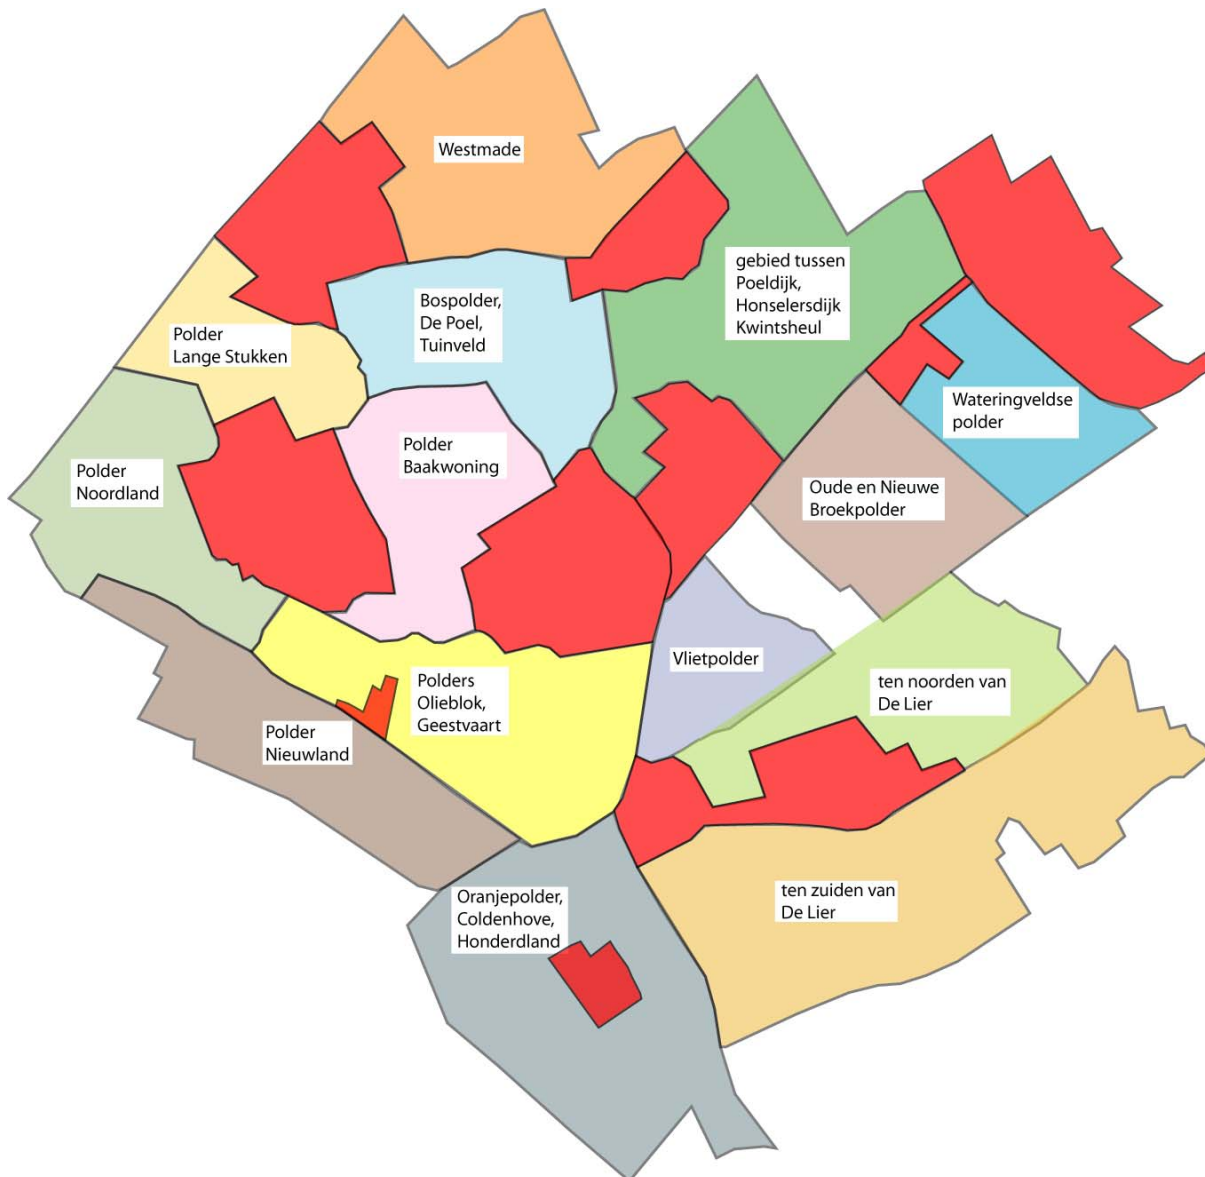 Westmade
gebied tussen
Poeldijk,
Honselersdijk
Kwintsheul
Bospolder,
De Poel,
Tuinveld
Polder
Lange Stukken
Wateringveldse
polder
Polder
Baakwoning
Polder
Noordland
Oude en Nieuwe
Broekpolder
Vlietpolder
ten noorden van
De Lier
Polders
Olieblok,
Geestvaart
Polder
Nieuwland
Oranjepolder,
Coldenhove,
Honderdland
ten zuiden van
De Lier